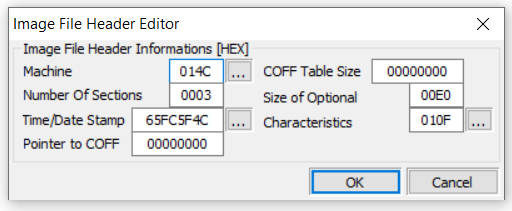 Image File Header Editor
Image File Header Informations [HEX]
Machine 014C ... COFF Table Size 00000000
Number Of Sections 0003 Size of Optional 00E0
Time/Date Stamp 65FC5F4C ... Characteristics 010F ...
Pointer to COFF 00000000
OK Cancel